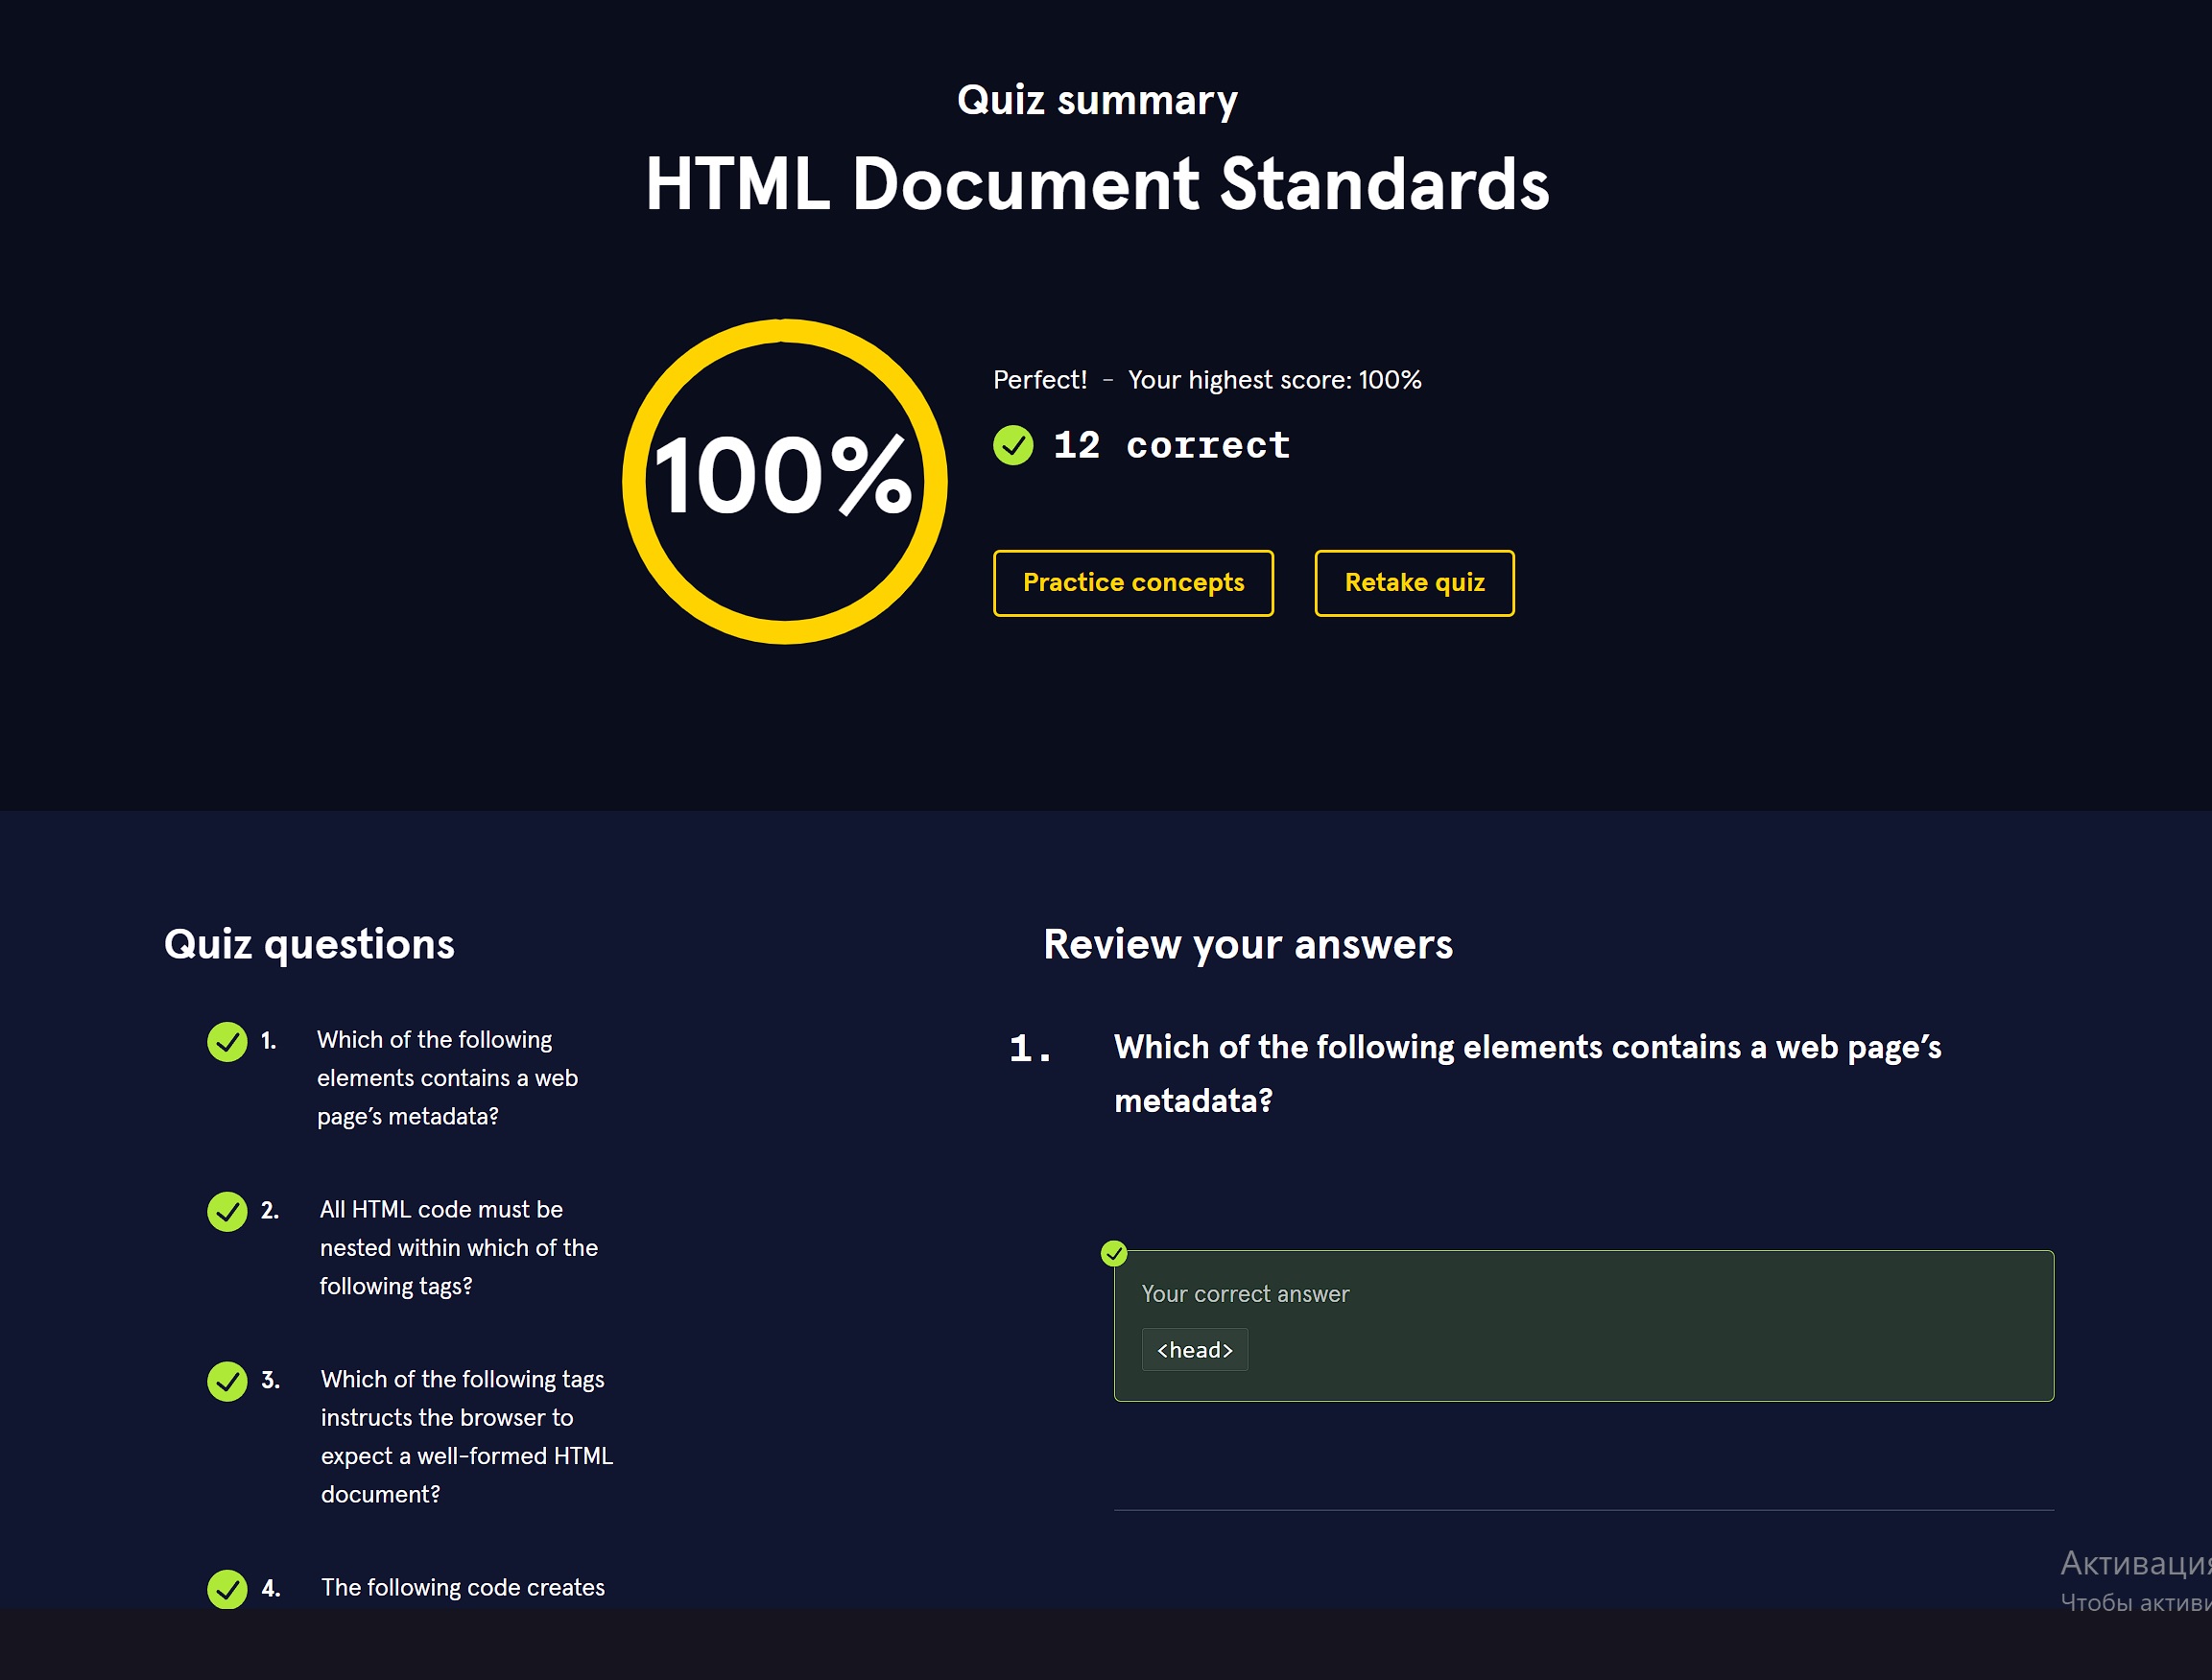 Quiz summary
HTML Document Standards
100%
Perfect! - Your highest score: 100%
12 correct
Practice concepts
Retake quiz
Quiz questions
1. Which of the following
elements contains a web
page’s metadata?
2. All HTML code must be
nested within which of the
following tags?
3. Which of the following tags
instructs the browser to
expect a well-formed HTML
document?
4. The following code creates
Review your answers
1. Which of the following elements contains a web page’s
metadata?
Your correct answer
<head>
Активация
Чтобы